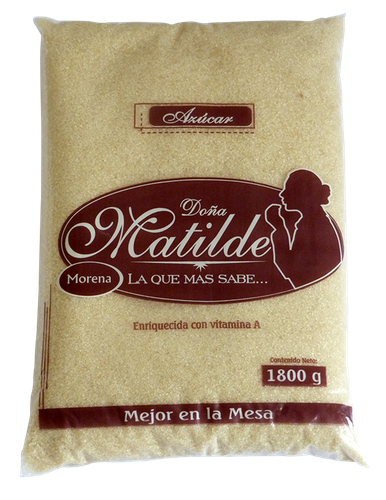 Azúcar
Doña
Matilde
Morena
LA QUE MAS SABE...
Enriquecida con vitamina A
Contenido Neto:
1800 g
Mejor en la Mesa